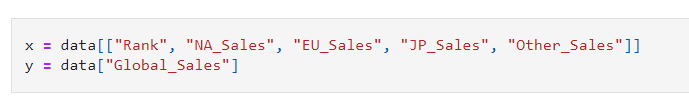 x = data[["Rank", "NA_Sales", "EU_Sales", "JP_Sales", "Other_Sales"]]
y = data["Global_Sales"]